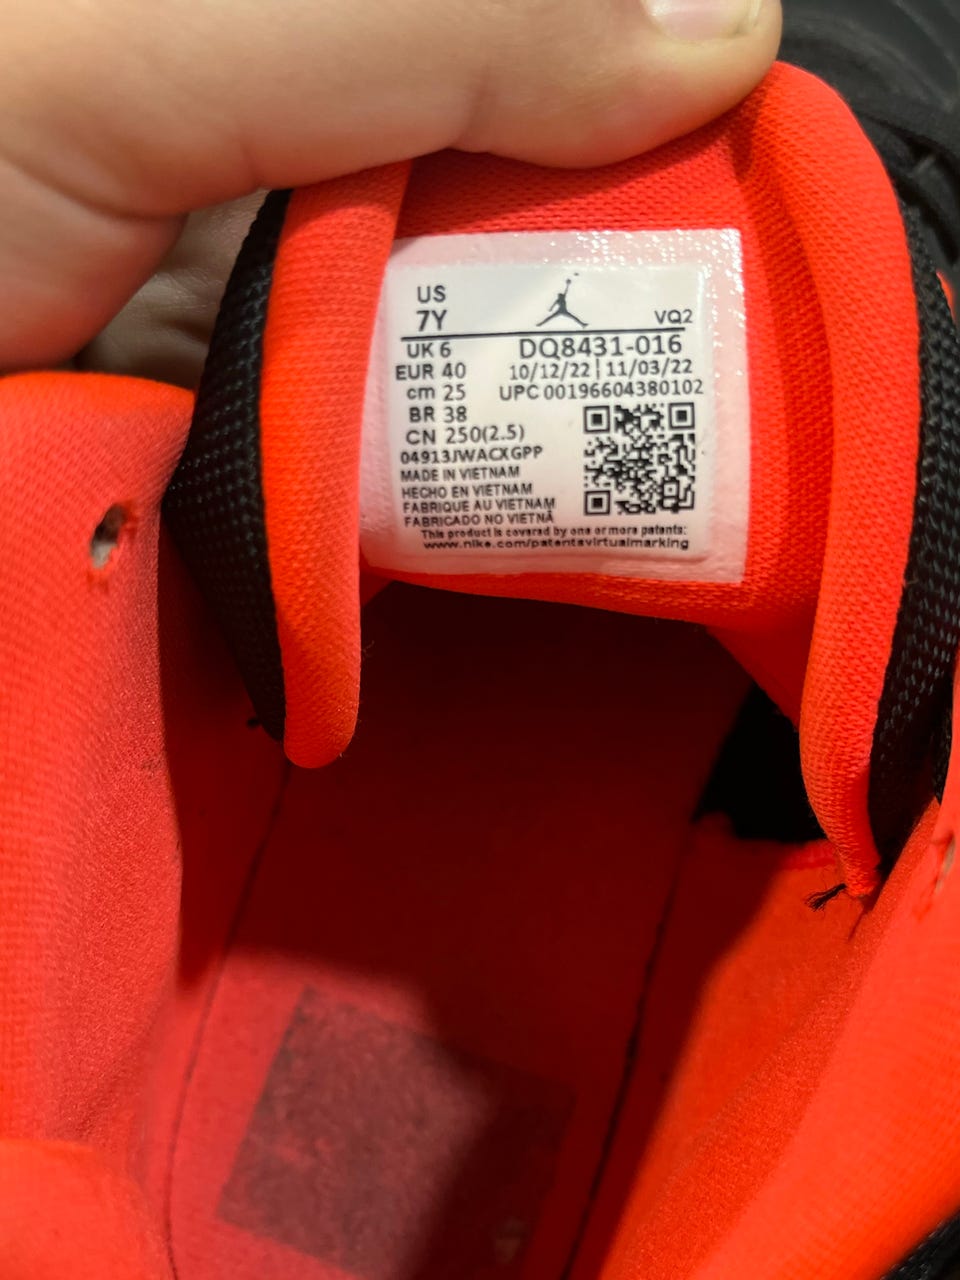 US
7Y
VQ2
UK 6
DQ8431-016
EUR 40
10/12/22 | 11/03/22
cm 25
UPC 00196604380102
BR 38
CN 250(2.5)
04913JWACXGPP
MADE IN VIETNAM
HECHO EN VIETNAM
FABRIQUE AU VIETNAM
FABRICADO NO VIETNÃ
This product is covered by one or more patents:
www.nike.com/patentsvirtualmarking